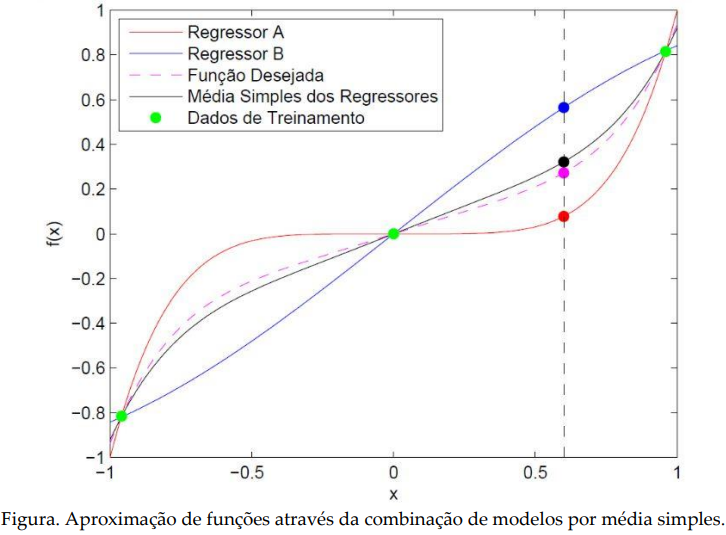 1
0.8
0.6
0.4
0.2
0
−0.2
−0.4
−0.6
−0.8
−1
f(x)
Regressor A
Regressor B
Função Desejada
Média Simples dos Regressores
Dados de Treinamento
−1
−0.5
0
0.5
1
x
Figura. Aproximação de funções através da combinação de modelos por média simples.